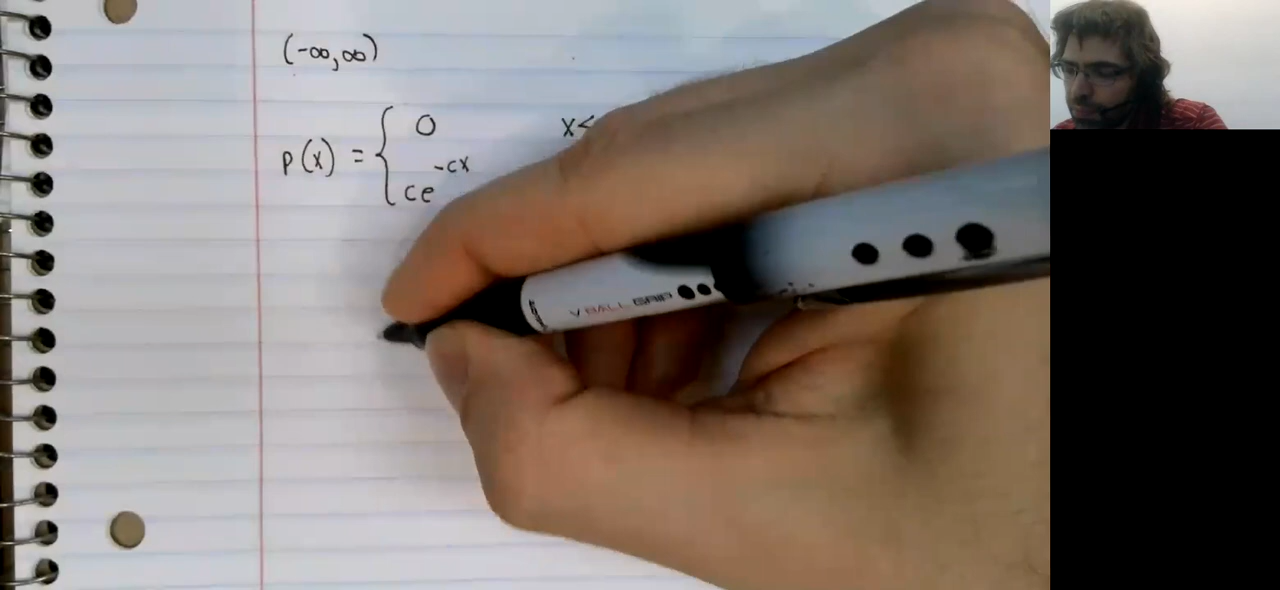 (-∞,∞)
p(x) = { 0 x<
ce^{-cx}
V BALL GRIP